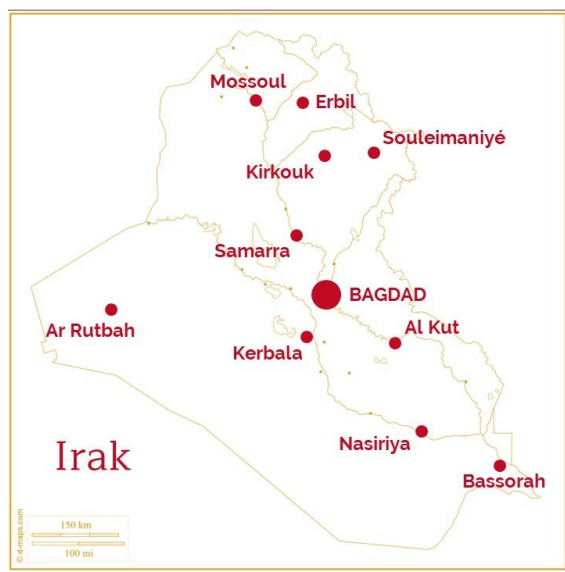 Mossoul
Erbil
Souleimaniyé
Kirkouk
Samarra
BAGDAD
Ar Rutbah
Al Kut
Kerbala
Irak
Nasiriya
Bassorah
150 km
100 mi
© d-maps.com